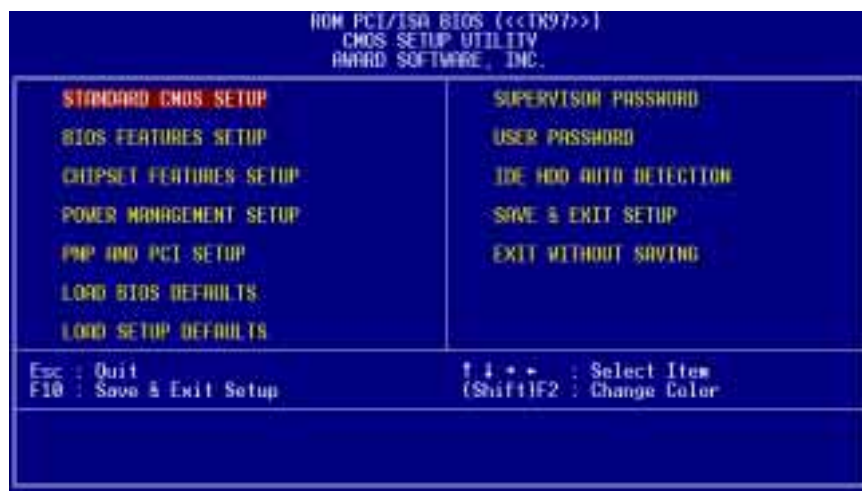 ROM PCI/ISA BIOS (<<TX97>>)
CMOS SETUP UTILITY
AWARD SOFTWARE, INC.
STANDARD CMOS SETUP
BIOS FEATURES SETUP
CHIPSET FEATURES SETUP
POWER MANAGEMENT SETUP
PNP AND PCI SETUP
LOAD BIOS DEFAULTS
LOAD SETUP DEFAULTS
SUPERVISOR PASSWORD
USER PASSWORD
IDE HDD AUTO DETECTION
SAVE & EXIT SETUP
EXIT WITHOUT SAVING
Esc : Quit
F10 : Save & Exit Setup
↑ ↓ → ← : Select Item
(Shift)F2 : Change Color